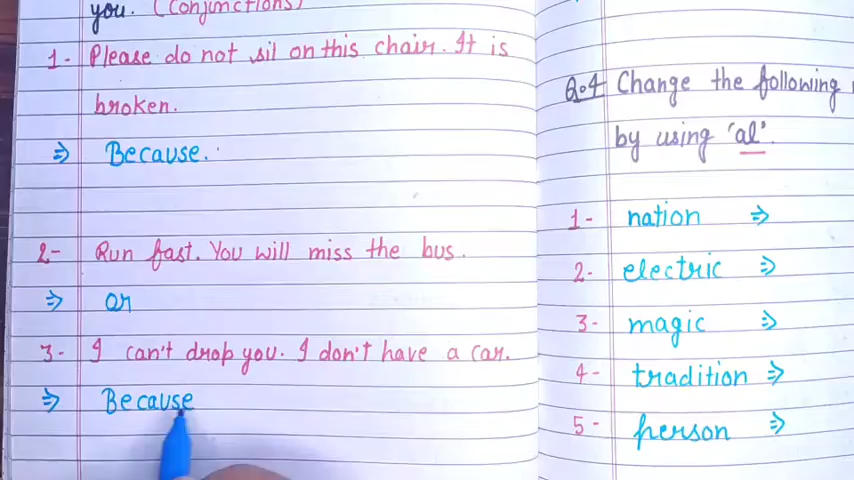 you. (Conjunctions)
1- Please do not sil on this chair. It is
broken.
⇒ Because.
2- Run fast. You will miss the bus.
⇒ or
3- I can't drop you. I don't have a car.
⇒ Because
Q.4 Change the following
by using 'al'.
1- nation ⇒
2- electric ⇒
3- magic ⇒
4- tradition ⇒
5- person ⇒